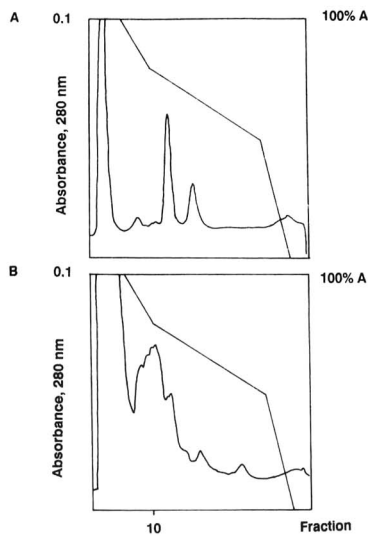 A 0.1 100% A
Absorbance, 280 nm
B 0.1 100% A
Absorbance, 280 nm
10 Fraction